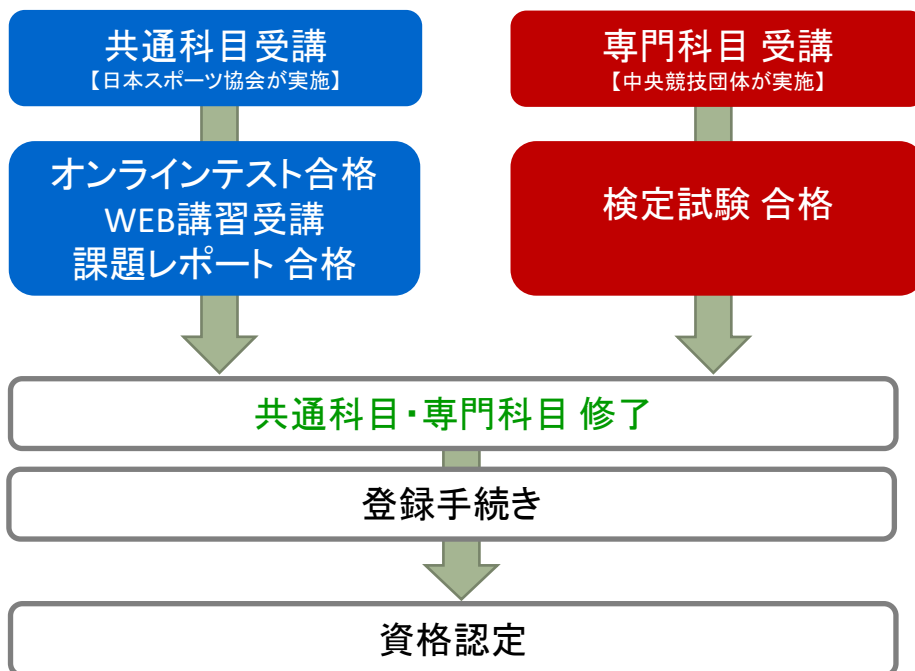 共通科目受講
【日本スポーツ協会が実施】
専門科目 受講
【中央競技団体が実施】
オンラインテスト合格
WEB講習受講
課題レポート 合格
検定試験 合格
共通科目・専門科目 修了
登録手続き
資格認定